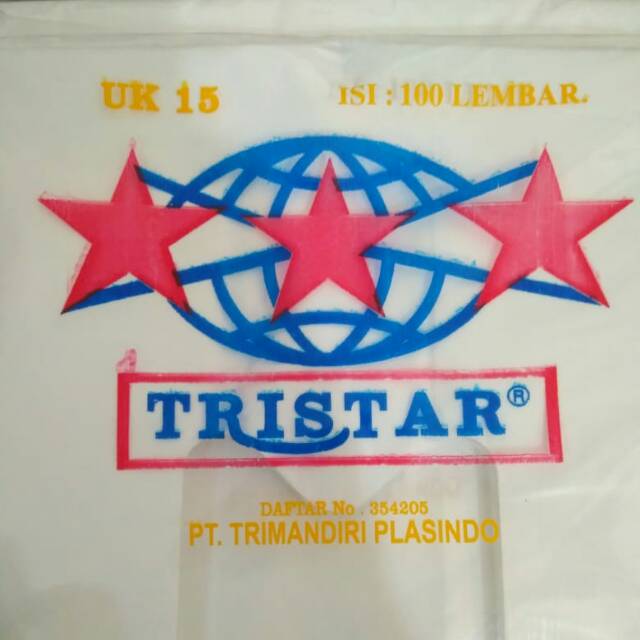 UK 15
ISI : 100 LEMBAR.
TRISTAR®
DAFTAR No . 354205
PT. TRIMANDIRI PLASINDO